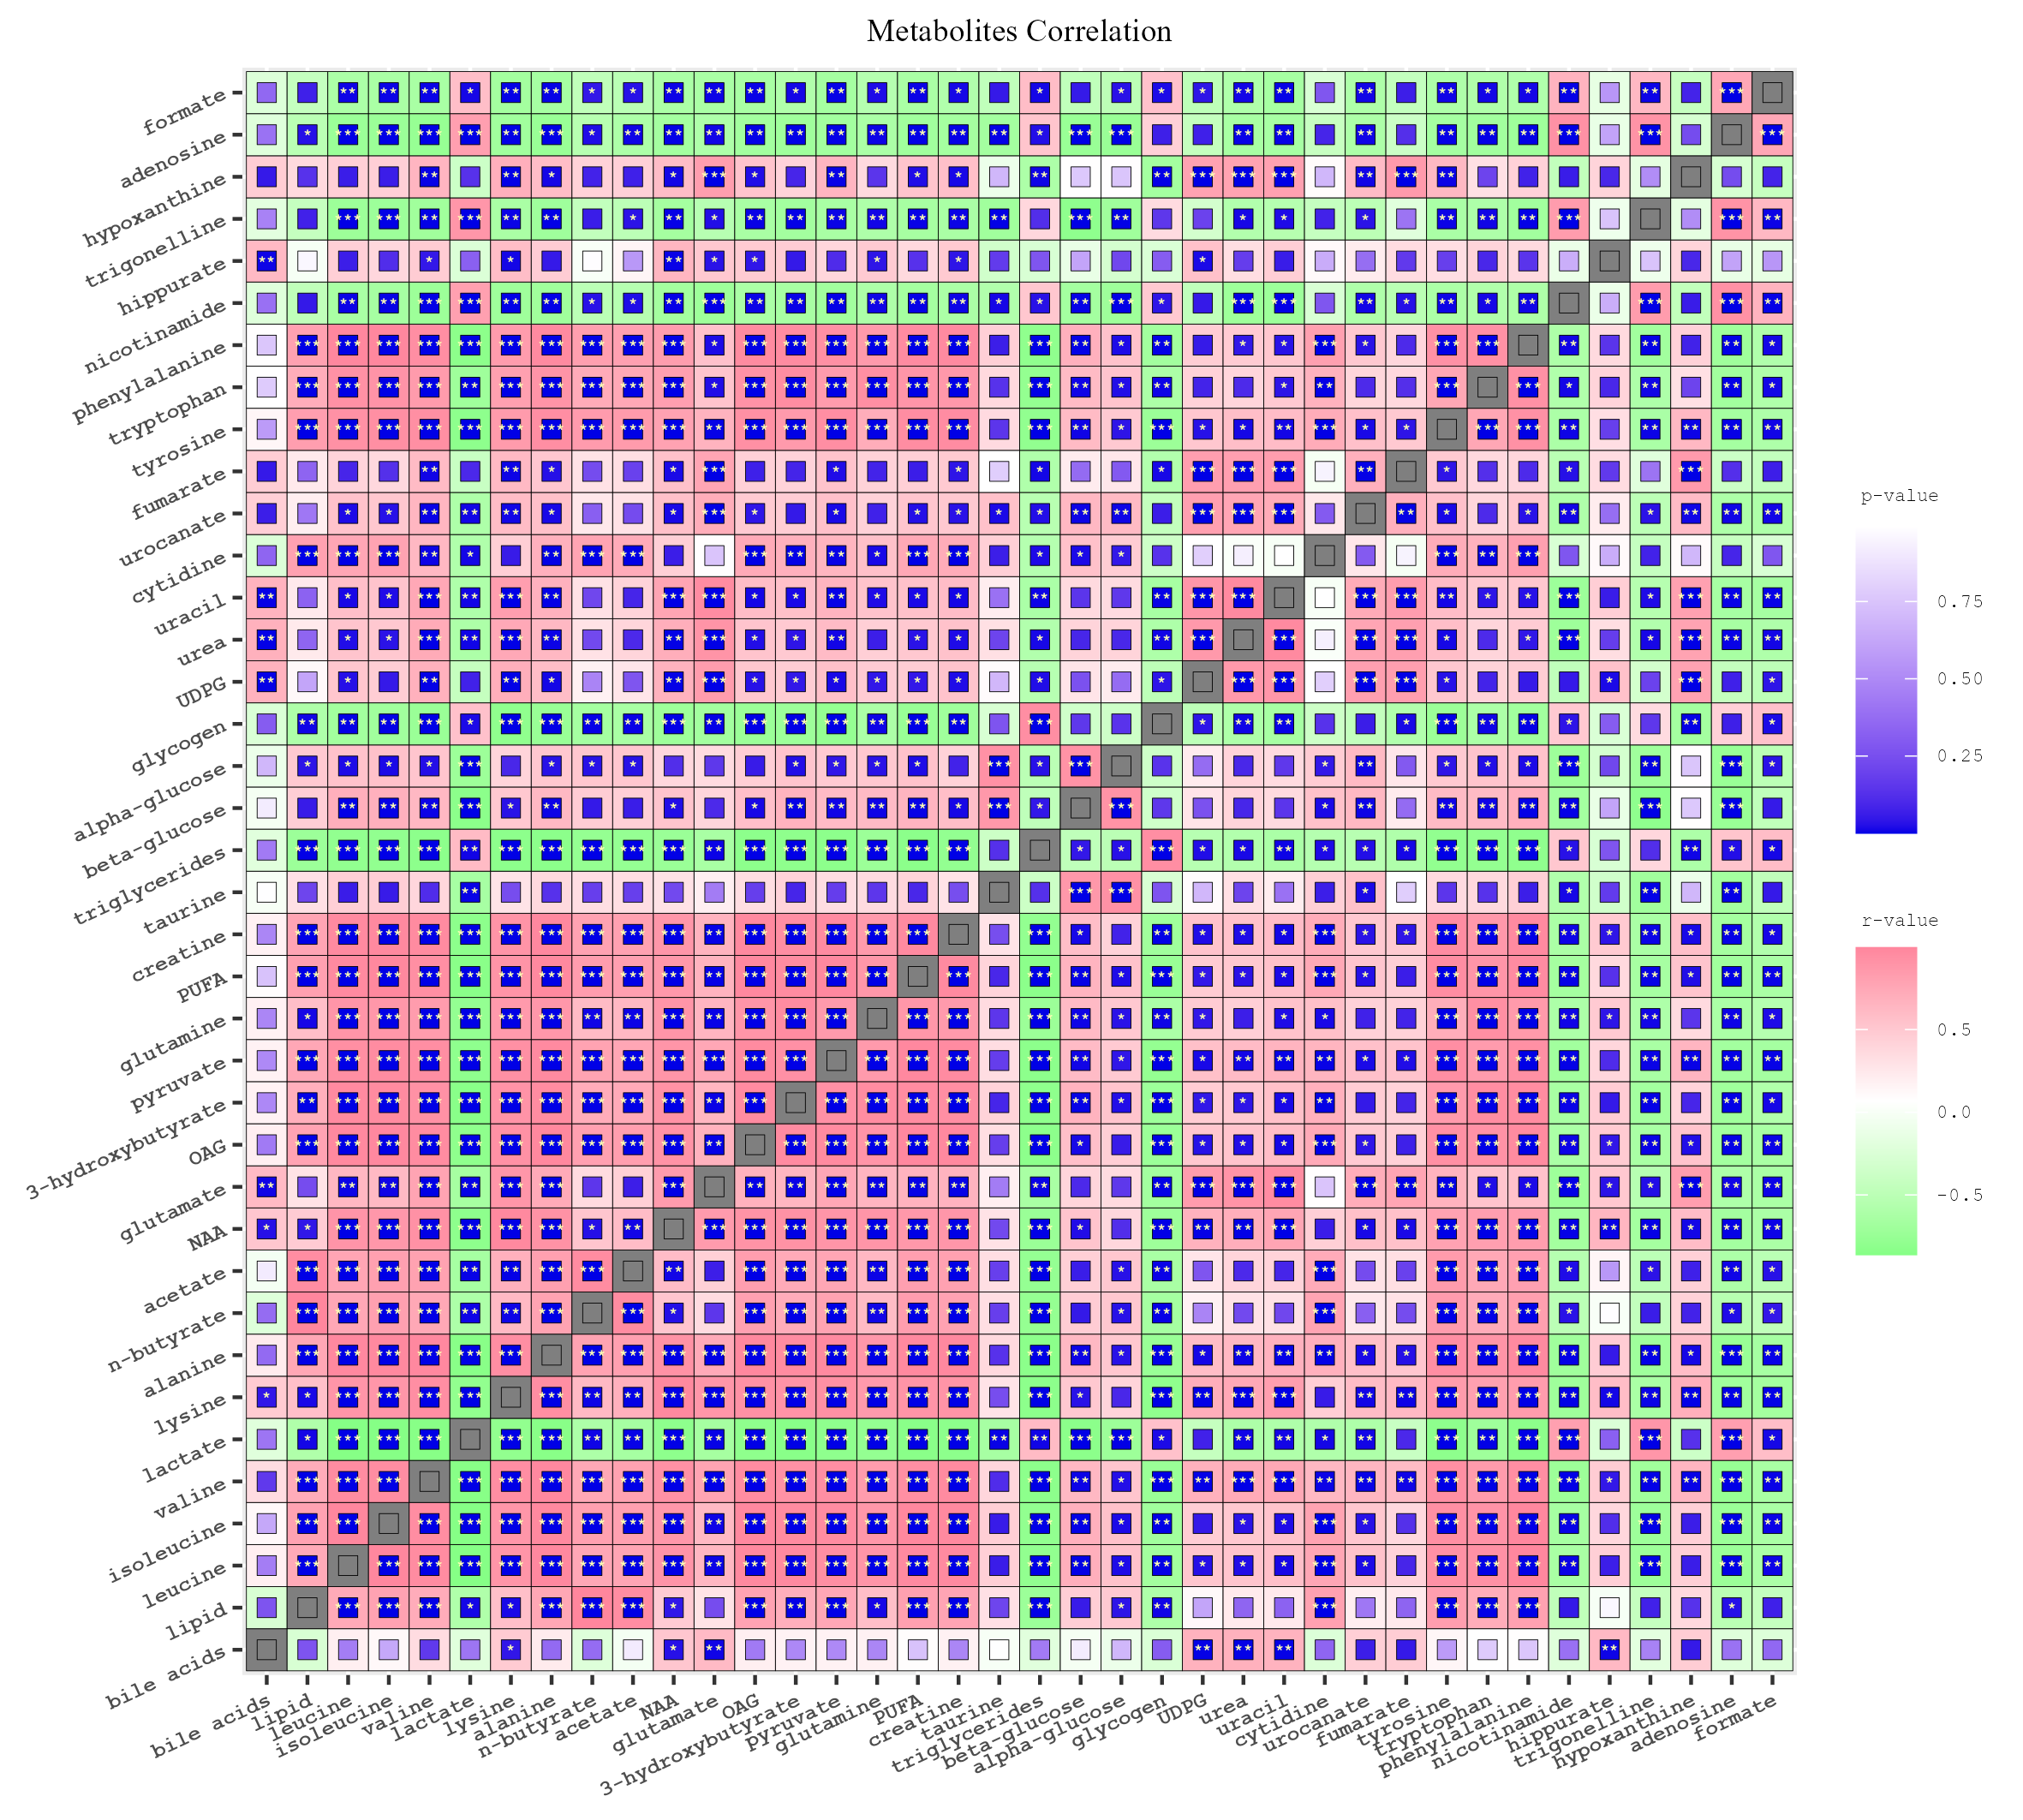 Metabolites Correlation
formate
adenosine
hypoxanthine
trigonelline
hippurate
nicotinamide
phenylalanine
tryptophan
tyrosine
fumarate
urocanate
cytidine
uracil
urea
UDPG
glycogen
alpha-glucose
beta-glucose
triglycerides
taurine
creatine
PUFA
glutamine
pyruvate
3-hydroxybutyrate
OAG
glutamate
NAA
acetate
n-butyrate
alanine
lysine
lactate
valine
isoleucine
leucine
lipid
bile acids
bile acids
lipid
leucine
isoleucine
valine
lactate
lysine
alanine
n-butyrate
acetate
NAA
glutamate
OAG
3-hydroxybutyrate
pyruvate
glutamine
PUFA
creatine
taurine
triglycerides
beta-glucose
alpha-glucose
glycogen
UDPG
urea
uracil
cytidine
urocanate
fumarate
tyrosine
tryptophan
phenylalanine
nicotinamide
hippurate
trigonelline
hypoxanthine
adenosine
formate
p-value
0.75
0.50
0.25
r-value
0.5
0.0
-0.5